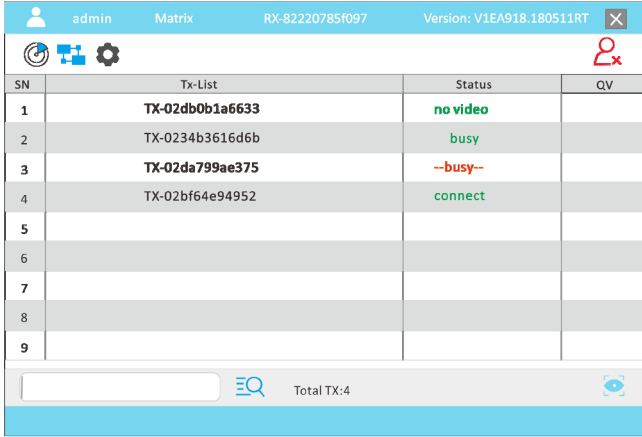 admin Matrix RX-82220785f097 Version: V1EA918.180511RT
SN Tx-List Status QV
1 TX-02db0b1a6633 no video
2 TX-0234b3616d6b busy
3 TX-02da799ae375 --busy--
4 TX-02bf64e94952 connect
5
6
7
8
9
Total TX:4